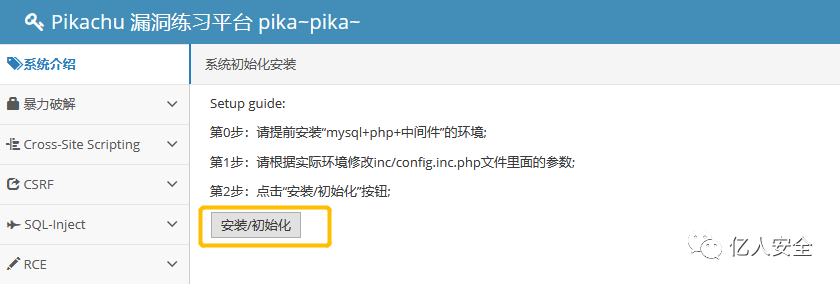 Pikachu 漏洞练习平台 pika~pika~
系统介绍
系统初始化安装
暴力破解
Cross-Site Scripting
CSRF
SQL-Inject
RCE
Setup guide:
第0步：请提前安装“mysql+php+中间件”的环境;
第1步：请根据实际环境修改inc/config.inc.php文件里面的参数;
第2步：点击“安装/初始化”按钮;
安装/初始化
亿人安全